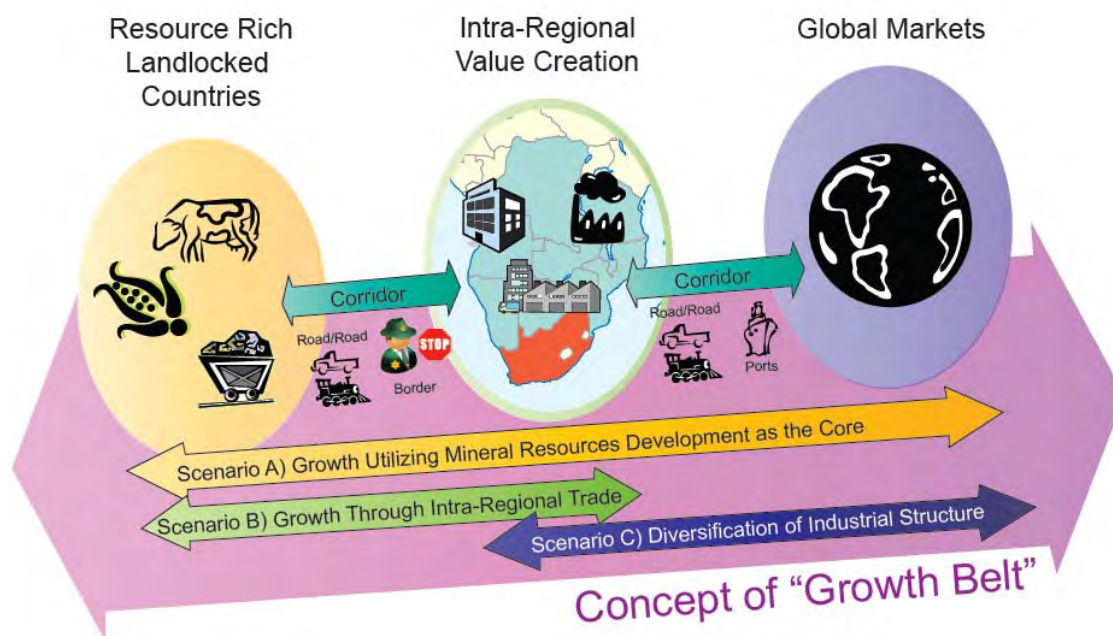 Resource Rich
Landlocked
Countries
Intra-Regional
Value Creation
Global Markets
Corridor
Corridor
Road/Road
STOP
Border
Road/Road
Ports
Scenario A) Growth Utilizing Mineral Resources Development as the Core
Scenario B) Growth Through Intra-Regional Trade
Scenario C) Diversification of Industrial Structure
Concept of “Growth Belt”